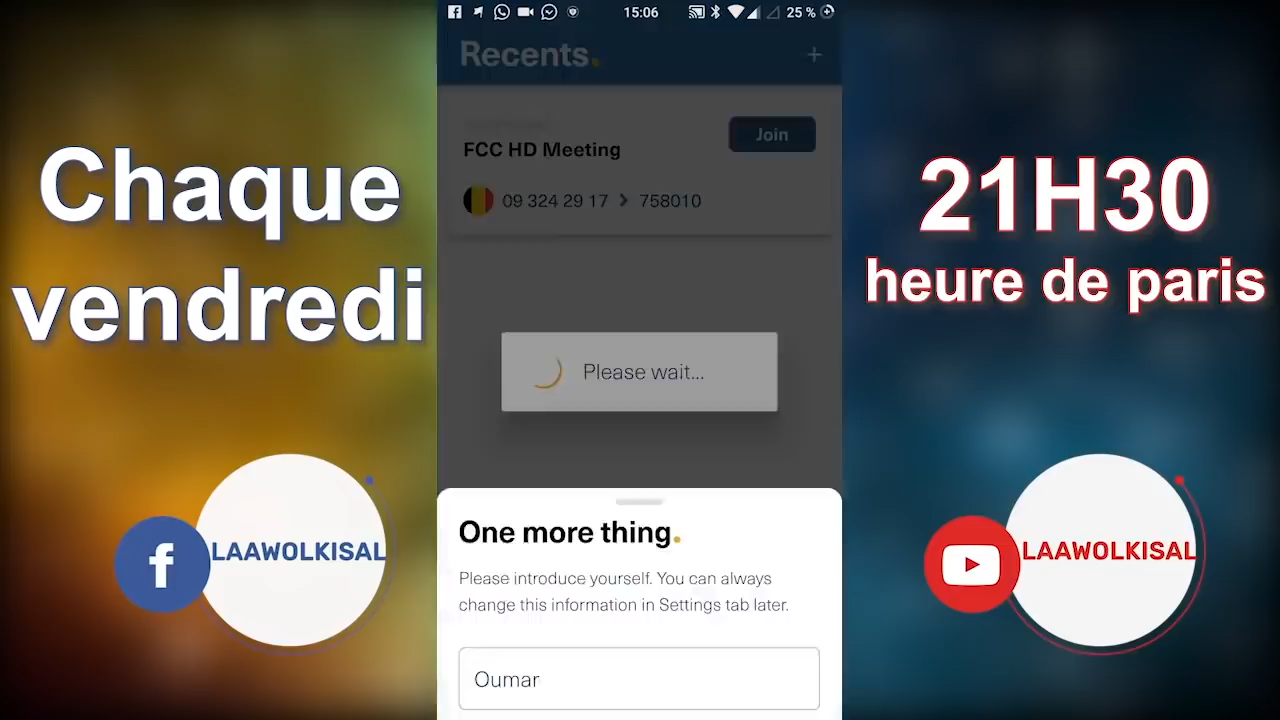 Chaque
vendredi
LAAWOLKISAL
15:06
25 %
Recents.
+
FCC HD Meeting
Join
09 324 29 17 > 758010
Please wait...
One more thing.
Please introduce yourself. You can always
change this information in Settings tab later.
Oumar
21H30
heure de paris
LAAWOLKISAL